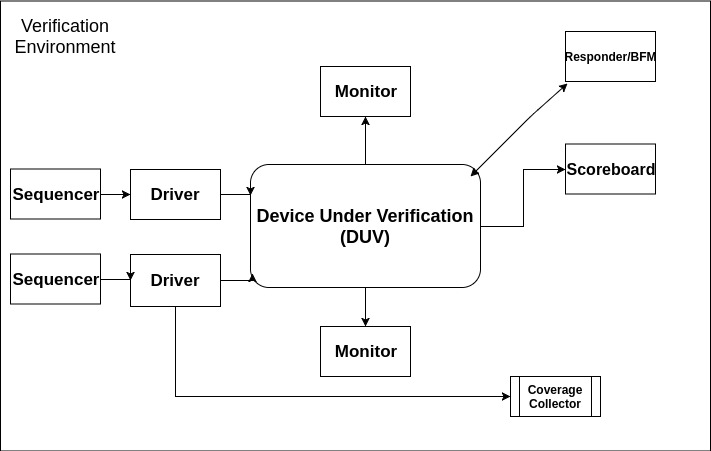 Verification
Environment
Responder/BFM
Monitor
Scoreboard
Sequencer
Driver
Device Under Verification
(DUV)
Sequencer
Driver
Monitor
Coverage
Collector